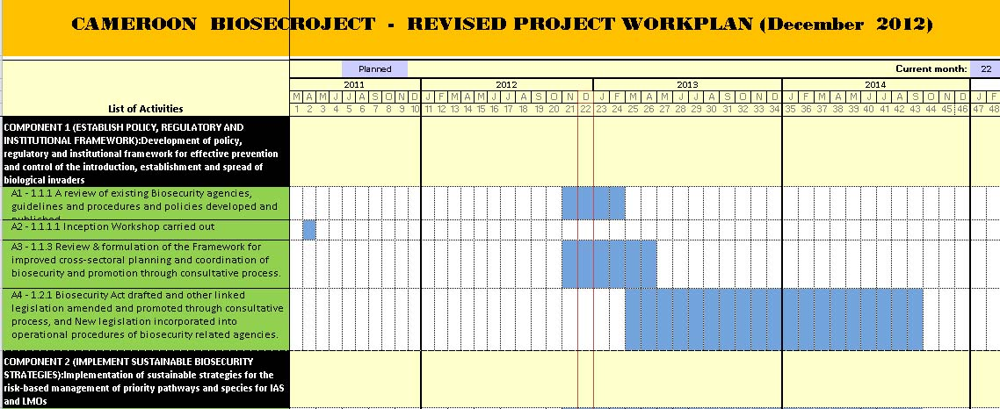 CAMEROON BIOSECROJECT - REVISED PROJECT WORKPLAN (December 2012)
Planned Current month: 22
2011 2012 2013 2014
List of Activities
M A M J J A S O N D J F M A M J J A S O N D J F M A M J J A S O N D J F M A M J J A S O N D J F
1 2 3 4 5 6 7 8 9 10 11 12 13 14 15 16 17 18 19 20 21 22 23 24 25 26 27 28 29 30 31 32 33 34 35 36 37 38 39 40 41 42 43 44 45 46 47 48
COMPONENT 1 (ESTABLISH POLICY, REGULATORY AND
INSTITUTIONAL FRAMEWORK):Development of policy,
regulatory and institutional framework for effective prevention
and control of the introduction, establishment and spread of
biological invaders
A1 - 1.1.1 A review of existing Biosecurity agencies,
guidelines and procedures and policies developed and
published
A2 - 1.1.1.1 Inception Workshop carried out
A3 - 1.1.3 Review & formulation of the Framework for
improved cross-sectoral planning and coordination of
biosecurity and promotion through consultative process.
A4 - 1.2.1 Biosecurity Act drafted and other linked
legislation amended and promoted through consultative
process, and New legislation incorporated into
operational procedures of biosecurity related agencies.
COMPONENT 2 (IMPLEMENT SUSTAINABLE BIOSECURITY
STRATEGIES):Implementation of sustainable strategies for the
risk-based management of priority pathways and species for IAS
and LMOs